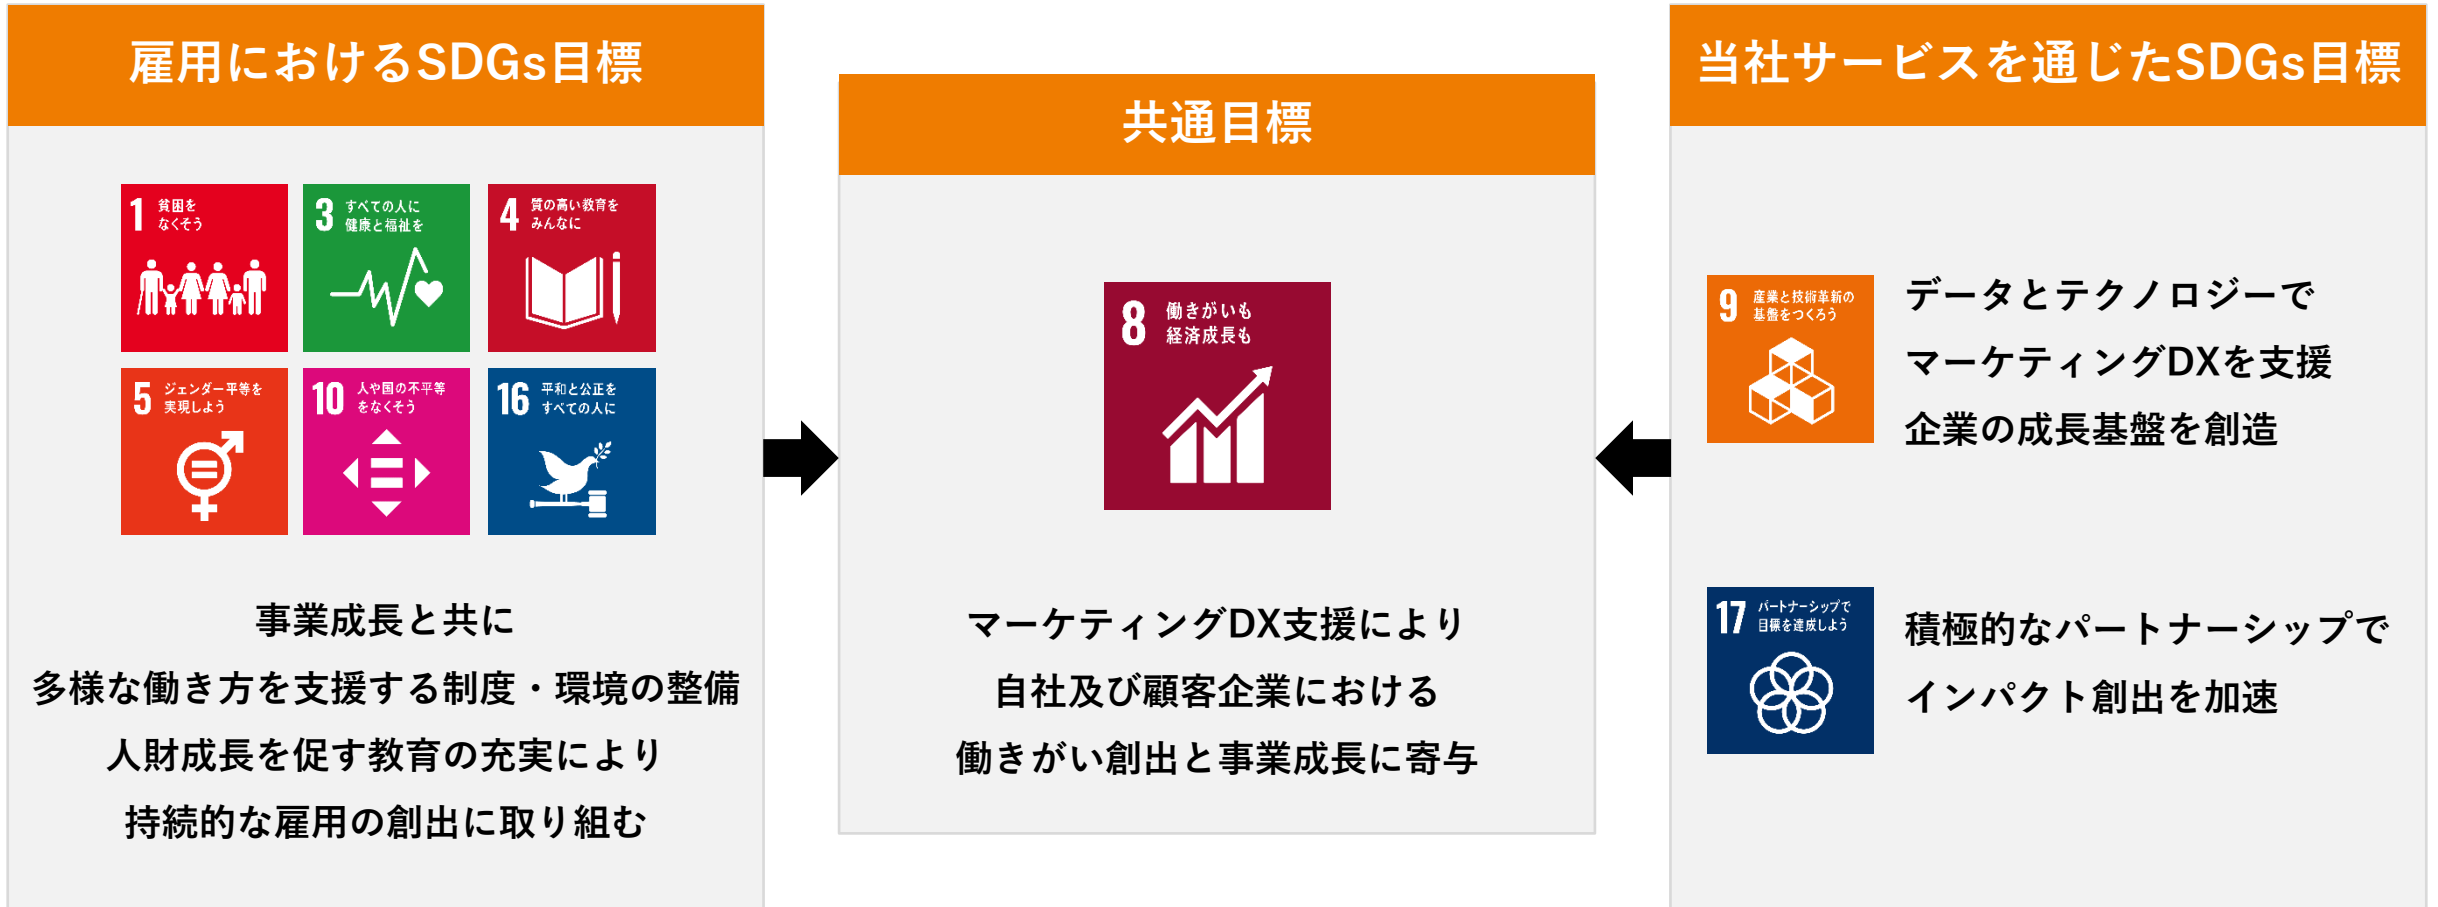 雇用におけるSDGs目標
1 貧困を
なくそう
3 すべての人に
健康と福祉を
4 質の高い教育を
みんなに
5 ジェンダー平等を
実現しよう
10 人や国の不平等
をなくそう
16 平和と公正を
すべての人に
事業成長と共に
多様な働き方を支援する制度・環境の整備
人財成長を促す教育の充実により
持続的な雇用の創出に取り組む
共通目標
8 働きがいも
経済成長も
マーケティングDX支援により
自社及び顧客企業における
働きがい創出と事業成長に寄与
当社サービスを通じたSDGs目標
9 産業と技術革新の
基盤をつくろう
データとテクノロジーで
マーケティングDXを支援
企業の成長基盤を創造
17 パートナーシップで
目標を達成しよう
積極的なパートナーシップで
インパクト創出を加速